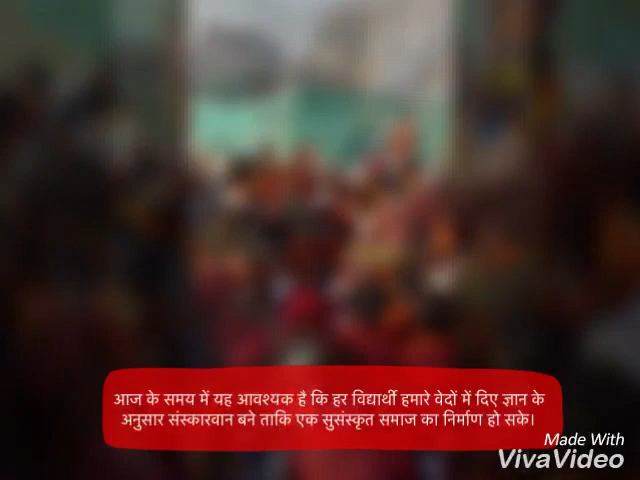 आज के समय में यह आवश्यक है कि हर विद्यार्थी हमारे वेदों में दिए ज्ञान के
अनुसार संस्कारवान बने ताकि एक सुसंस्कृत समाज का निर्माण हो सके।
Made With
VivaVideo